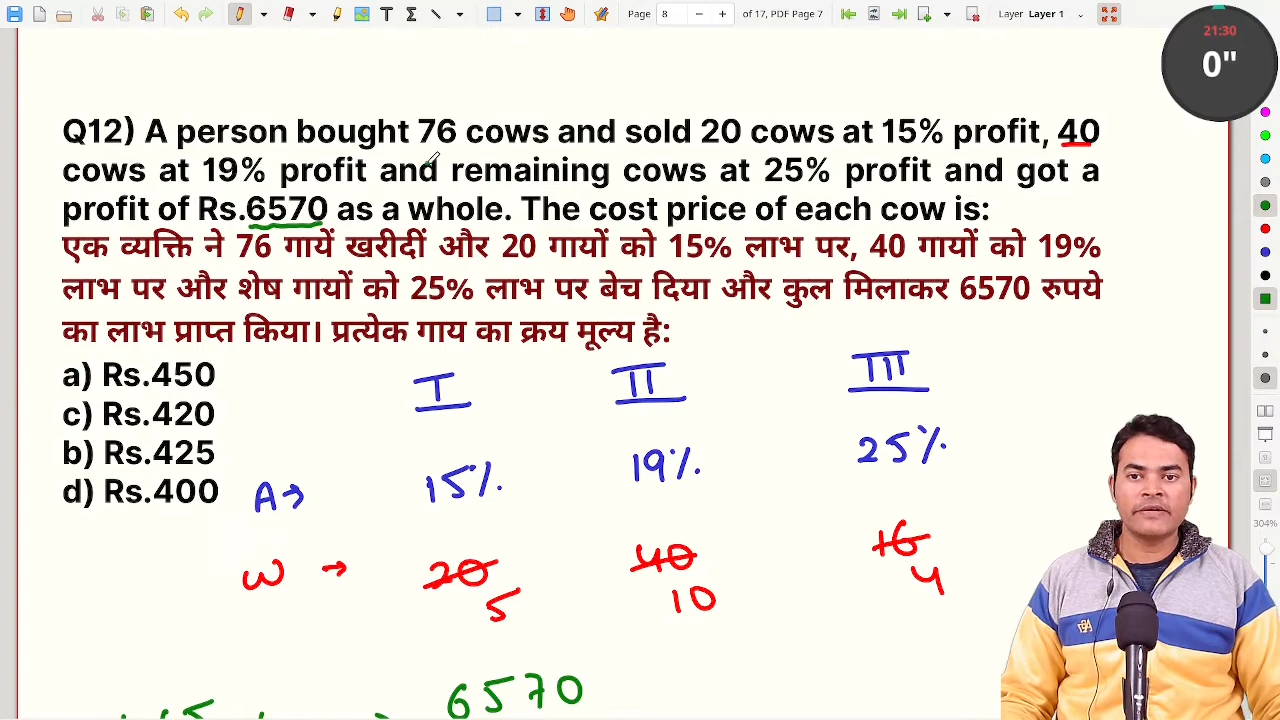 Page 8 of 17 PDF Page 7 Layer Layer 1
21:30
0"
Q12) A person bought 76 cows and sold 20 cows at 15% profit, 40
cows at 19% profit and remaining cows at 25% profit and got a
profit of Rs.6570 as a whole. The cost price of each cow is:
एक व्यक्ति ने 76 गायें खरीदीं और 20 गायों को 15% लाभ पर, 40 गायों को 19%
लाभ पर और शेष गायों को 25% लाभ पर बेच दिया और कुल मिलाकर 6570 रुपये
का लाभ प्राप्त किया। प्रत्येक गाय का क्रय मूल्य है:
a) Rs.450
c) Rs.420
b) Rs.425
d) Rs.400
I II III
A→ 15% 19% 25%
W → 20 40 16
5 10 4
6570
304%